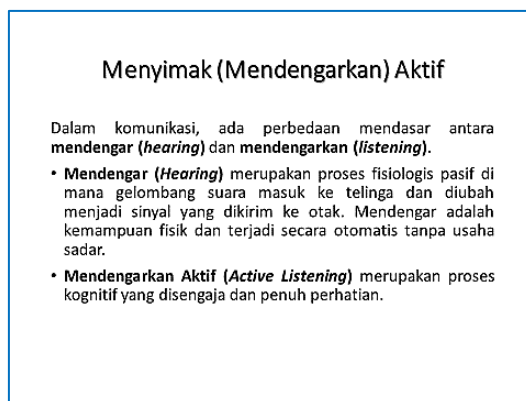 Menyimak (Mendengarkan) Aktif
Dalam komunikasi, ada perbedaan mendasar antara
mendengar (hearing) dan mendengarkan (listening).
• Mendengar (Hearing) merupakan proses fisiologis pasif di
mana gelombang suara masuk ke telinga dan diubah
menjadi sinyal yang dikirim ke otak. Mendengar adalah
kemampuan fisik dan terjadi secara otomatis tanpa usaha
sadar.
• Mendengarkan Aktif (Active Listening) merupakan proses
kognitif yang disengaja dan penuh perhatian.